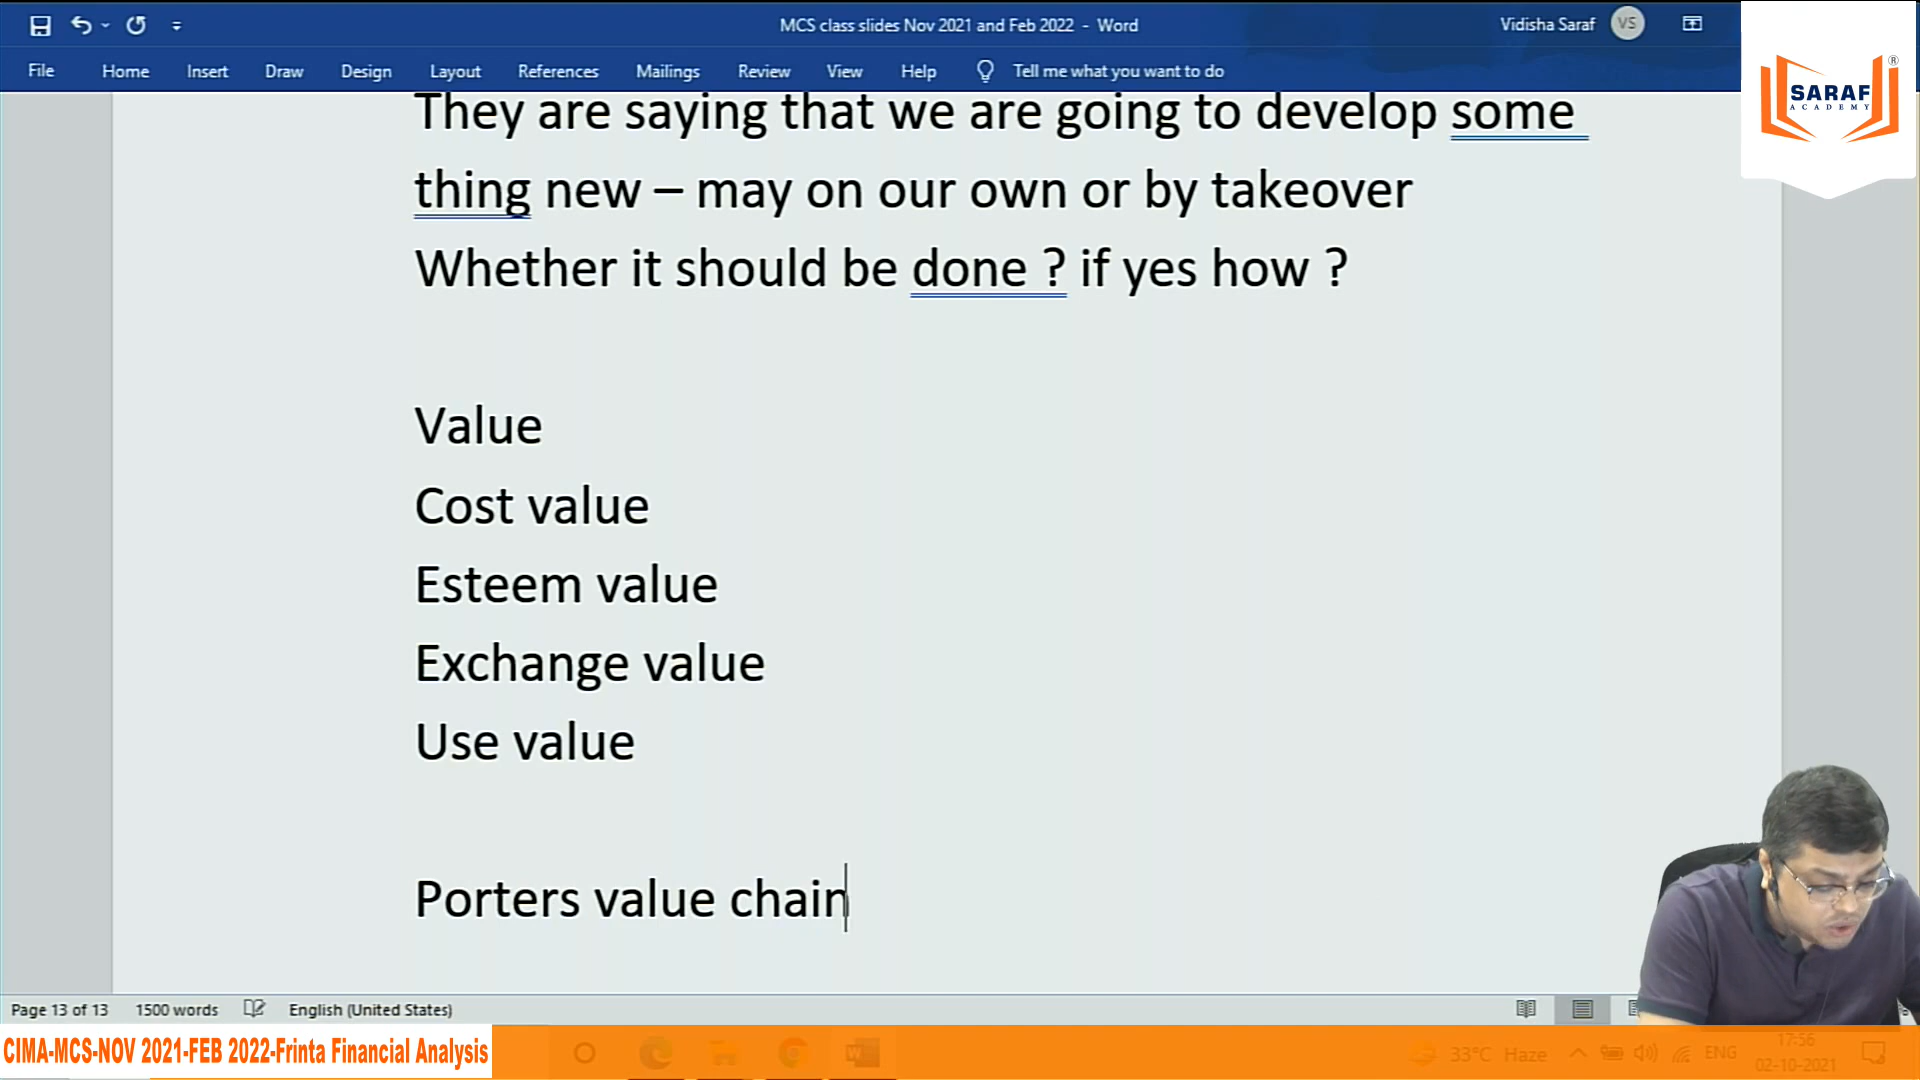 MCS class slides Nov 2021 and Feb 2022 - Word
Vidisha Saraf
VS
File Home Insert Draw Design Layout References Mailings Review View Help Tell me what you want to do
SARAF
ACADEMY
®
They are saying that we are going to develop some
thing new – may on our own or by takeover
Whether it should be done ? if yes how ?
Value
Cost value
Esteem value
Exchange value
Use value
Porters value chain
Page 13 of 13 1500 words English (United States)
CIMA-MCS-NOV 2021-FEB 2022-Frinta Financial Analysis
33°C Haze ENG
17:56
02-10-2021